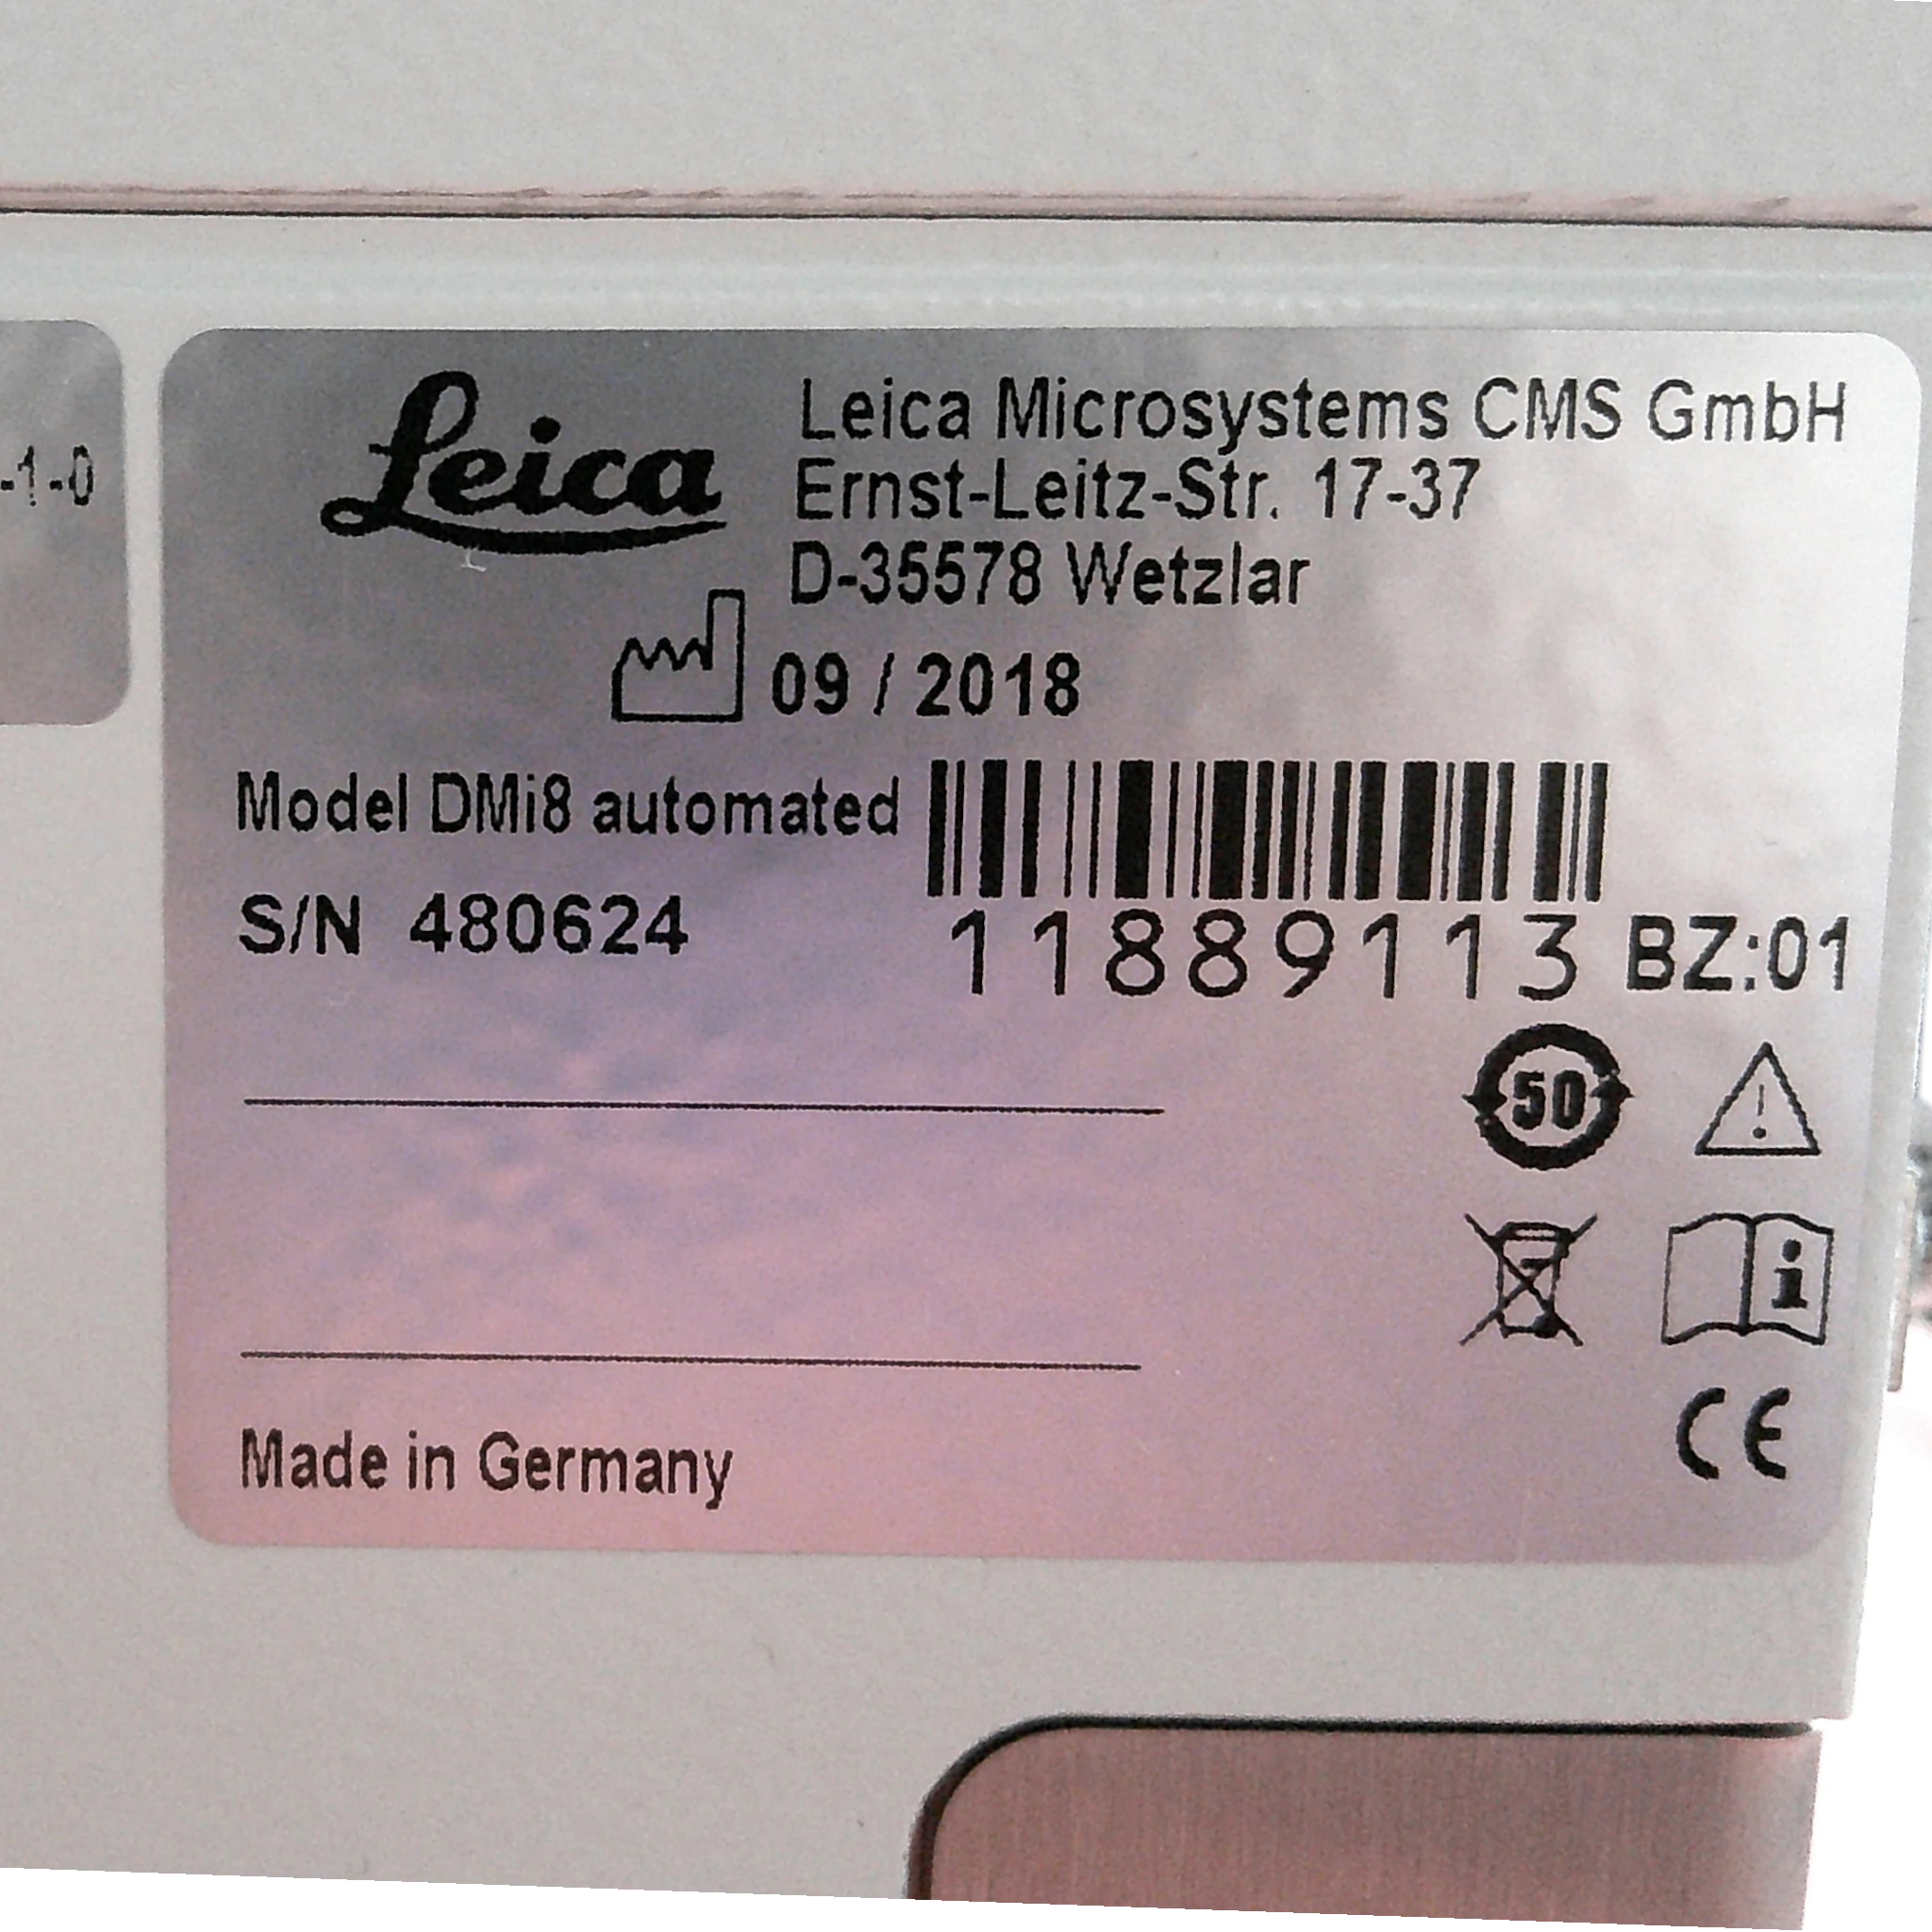 -1-0
Leica
Leica Microsystems CMS GmbH
Ernst-Leitz-Str. 17-37
D-35578 Wetzlar
09 / 2018
Model DMi8 automated
S/N 480624
11889113 BZ:01
50
Made in Germany
CE